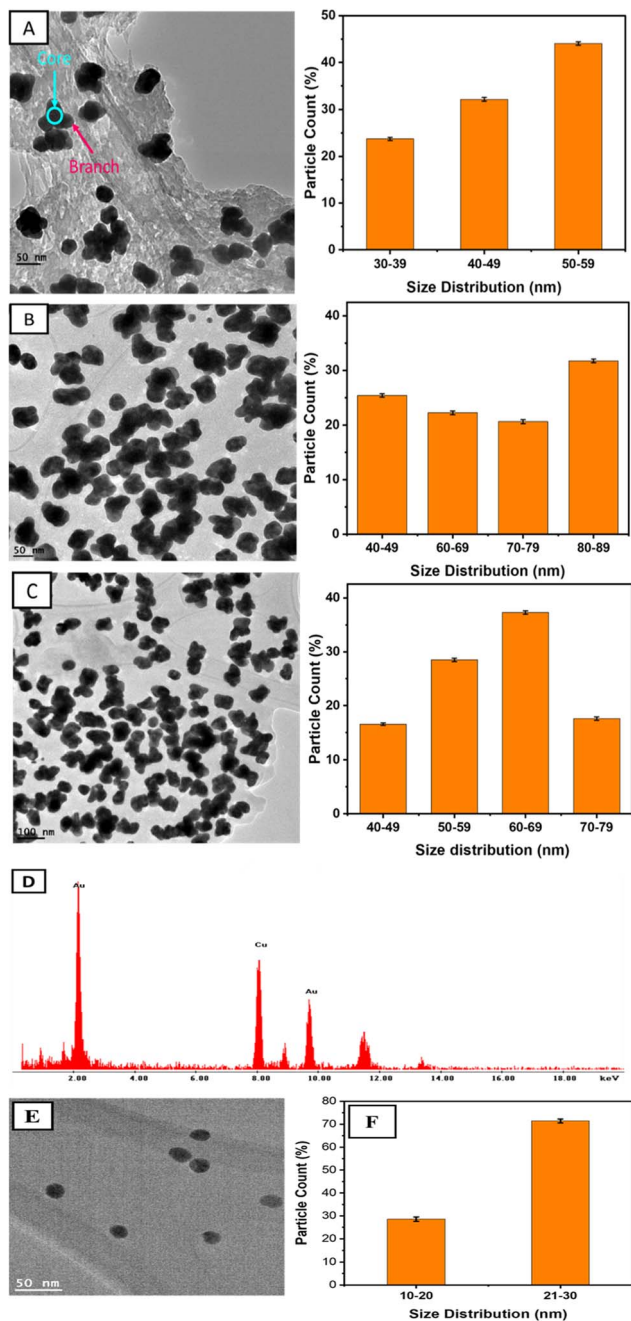 A
Core
Branch
50 nm
Particle Count (%)
50
40
30
20
10
0
30-39 40-49 50-59
Size Distribution (nm)
B
50 nm
Particle Count (%)
40
30
20
10
0
40-49 60-69 70-79 80-89
Size Distribution (nm)
C
100 nm
Particle Count (%)
40
30
20
10
0
40-49 50-59 60-69 70-79
Size distribution (nm)
D
Au
Cu
Au
2.00 4.00 6.00 8.00 10.00 12.00 14.00 16.00 18.00 keV
E
50 nm
F
Particle Count (%)
80
70
60
50
40
30
20
10
0
10-20 21-30
Size Distribution (nm)